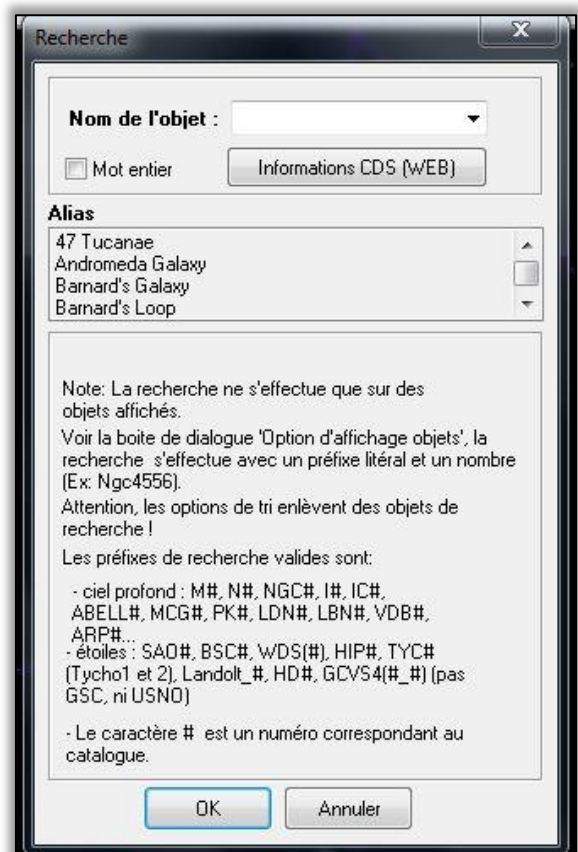 Recherche
Nom de l'objet :
Mot entier
Informations CDS (WEB)
Alias
47 Tucanae
Andromeda Galaxy
Barnard's Galaxy
Barnard's Loop
Note: La recherche ne s'effectue que sur des
objets affichés.
Voir la boite de dialogue 'Option d'affichage objets', la
recherche s'effectue avec un préfixe litéral et un nombre
(Ex: Ngc4556).
Attention, les options de tri enlèvent des objets de
recherche !
Les préfixes de recherche valides sont:
- ciel profond : M#, N#, NGC#, I#, IC#,
ABELL#, MCG#, PK#, LDN#, LBN#, VDB#,
ARP#...
- étoiles : SAO#, BSC#, WDS(#), HIP#, TYC#
(Tycho1 et 2), Landolt_#, HD#, GCVS4(#_#) (pas
GSC, ni USNO)
- Le caractère # est un numéro correspondant au
catalogue.
OK
Annuler